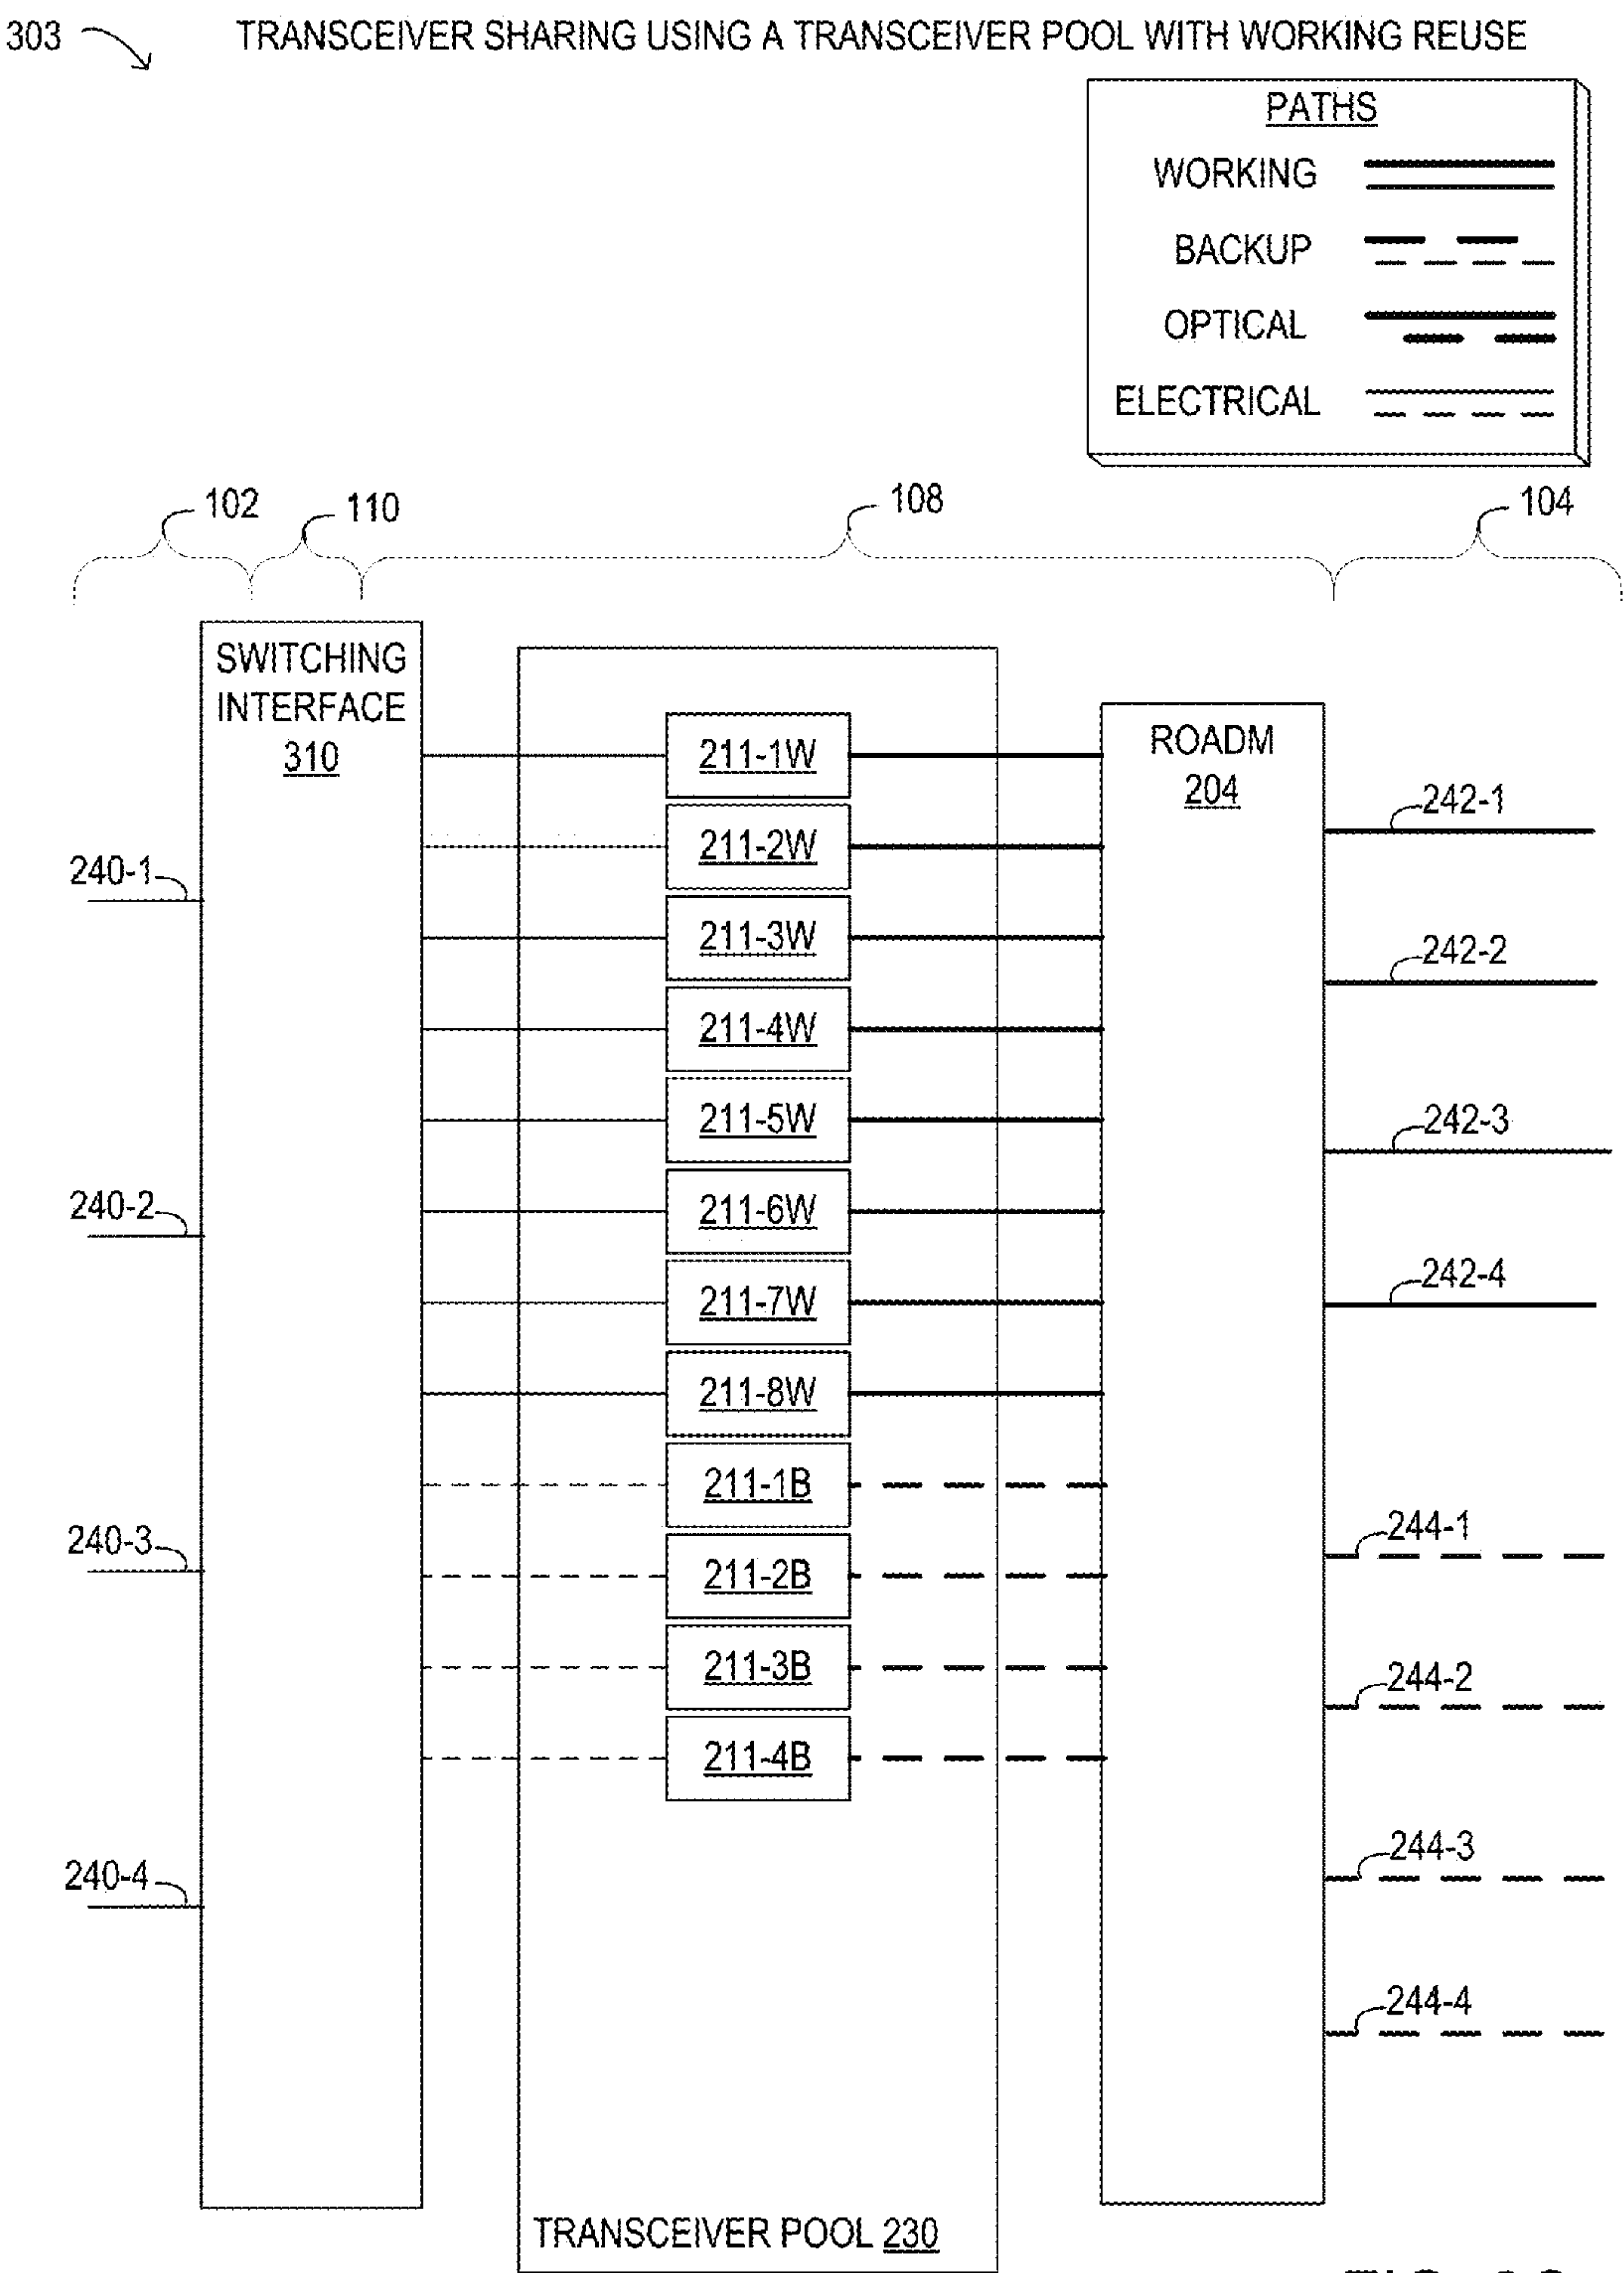 303
TRANSCEIVER SHARING USING A TRANSCEIVER POOL WITH WORKING REUSE
PATHS
WORKING
BACKUP
OPTICAL
ELECTRICAL
102
110
108
104
SWITCHING
INTERFACE
310
ROADM
204
240-1
240-2
240-3
240-4
211-1W
211-2W
211-3W
211-4W
211-5W
211-6W
211-7W
211-8W
211-1B
211-2B
211-3B
211-4B
242-1
242-2
242-3
242-4
244-1
244-2
244-3
244-4
TRANSCEIVER POOL 230